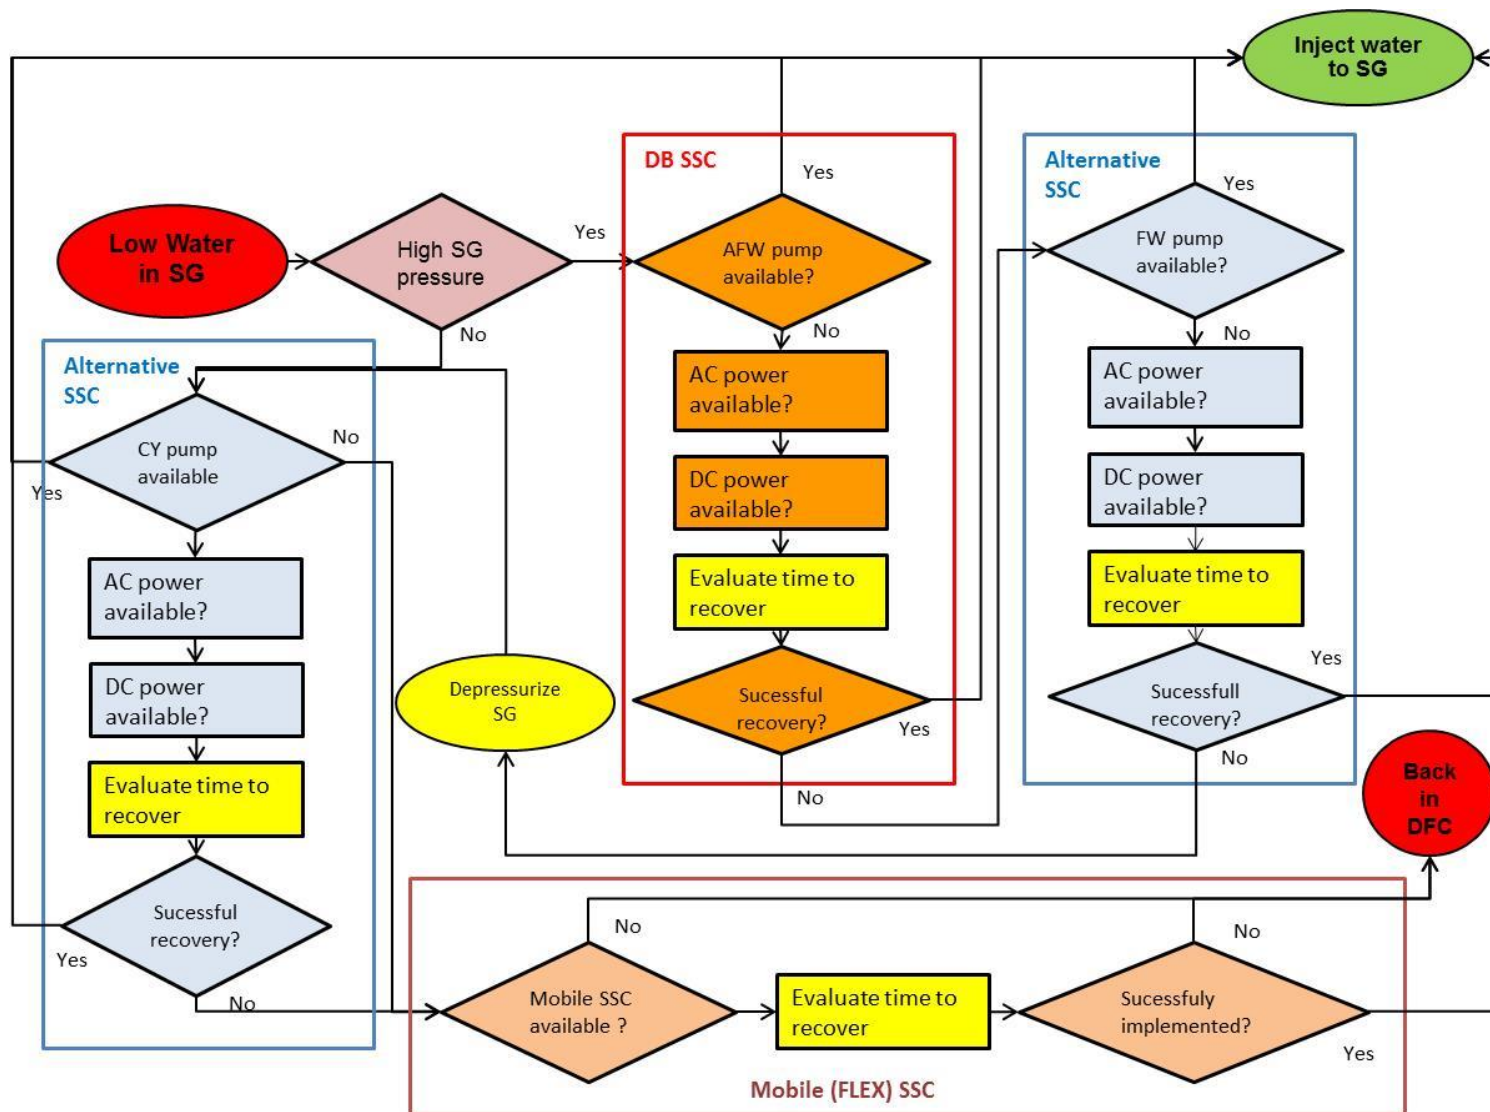 Inject water
to SG
DB SSC
Alternative
SSC
Yes
Yes
Low Water
in SG
High SG
pressure
Yes
AFW pump
available?
FW pump
available?
No
No
No
Alternative
SSC
AC power
available?
AC power
available?
CY pump
available
No
Yes
DC power
available?
DC power
available?
AC power
available?
Evaluate time to
recover
Evaluate time to
recover
DC power
available?
Depressurize
SG
Sucessful
recovery?
Yes
Sucessfull
recovery?
Yes
Evaluate time to
recover
No
No
Back
in
DFC
Sucessful
recovery?
Yes
No
No
No
Mobile SSC
available ?
Evaluate time to
recover
Sucessfuly
implemented?
Yes
Mobile (FLEX) SSC